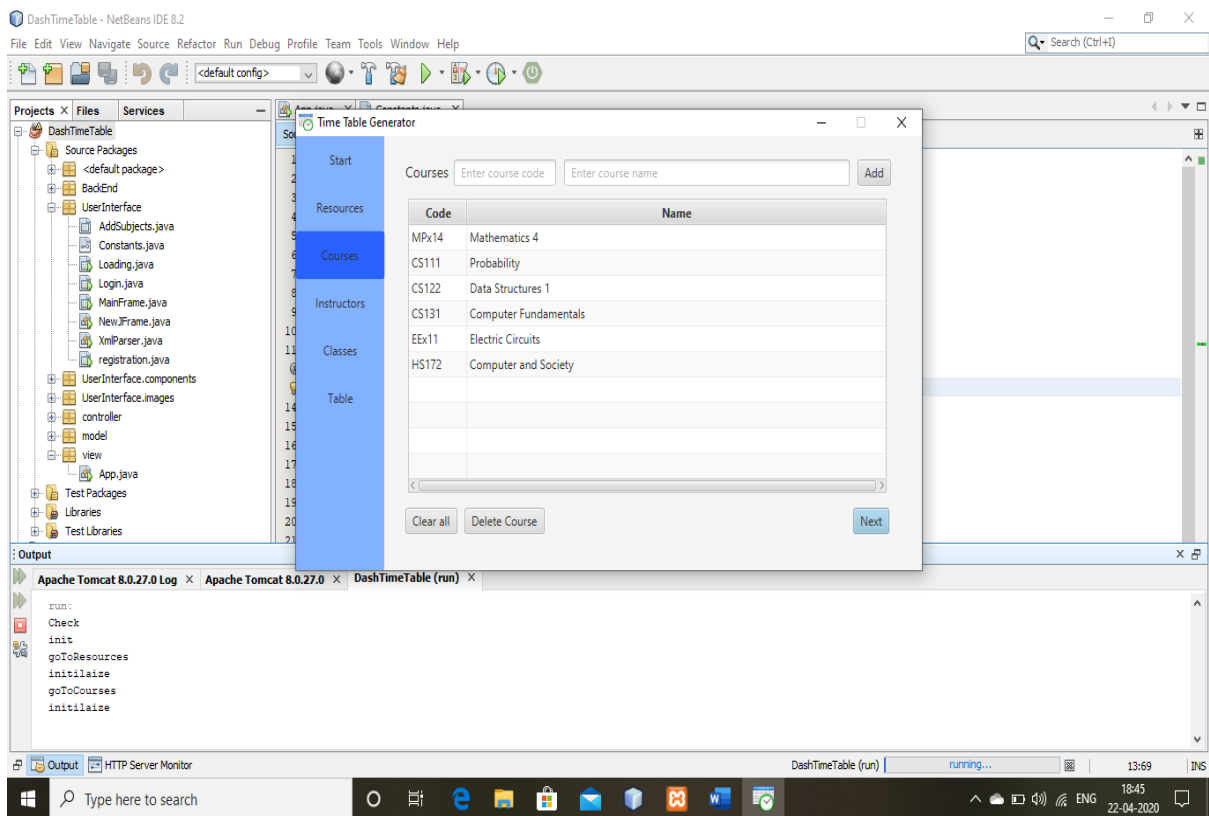 DashTimeTable - NetBeans IDE 8.2
File Edit View Navigate Source Refactor Run Debug Profile Team Tools Window Help
Search (Ctrl+I)
<default config>
Projects Files Services
DashTimeTable
Source Packages
<default package>
BackEnd
UserInterface
AddSubjects.java
Constants.java
Loading.java
Login.java
MainFrame.java
NewJFrame.java
XmlParser.java
registration.java
UserInterface.components
UserInterface.images
controller
model
view
App.java
Test Packages
Libraries
Test Libraries
Time Table Generator
Start
Resources
Courses
Instructors
Classes
Table
Courses Enter course code Enter course name Add
Code Name
MPx14 Mathematics 4
CS111 Probability
CS122 Data Structures 1
CS131 Computer Fundamentals
EEx11 Electric Circuits
HS172 Computer and Society
Clear all Delete Course Next
Output
Apache Tomcat 8.0.27.0 Log Apache Tomcat 8.0.27.0 DashTimeTable (run)
run:
Check
init
goToResources
initilaize
goToCourses
initilaize
Output HTTP Server Monitor DashTimeTable (run) running... 13:69 INS
Type here to search
ENG
18:45
22-04-2020